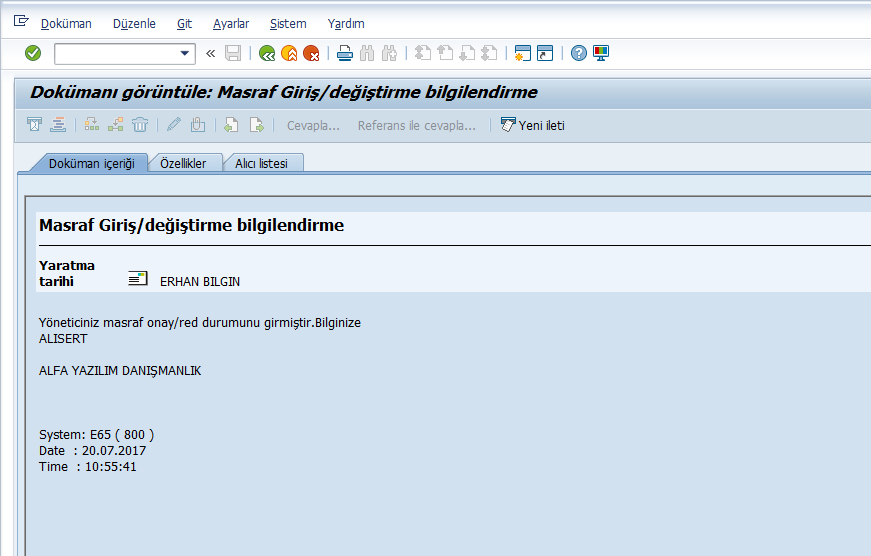 Doküman Düzenle Git Ayarlar Sistem Yardım
Dokümanı görüntüle: Masraf Giriş/değiştirme bilgilendirme
Cevapla... Referans ile cevapla... Yeni ileti
Doküman içeriği Özellikler Alıcı listesi
Masraf Giriş/değiştirme bilgilendirme
Yaratma
tarihi ERHAN BILGIN
Yöneticiniz masraf onay/red durumunu girmiştir.Bilginize
ALISERT
ALFA YAZILIM DANIŞMANLIK
System: E65 ( 800 )
Date : 20.07.2017
Time : 10:55:41